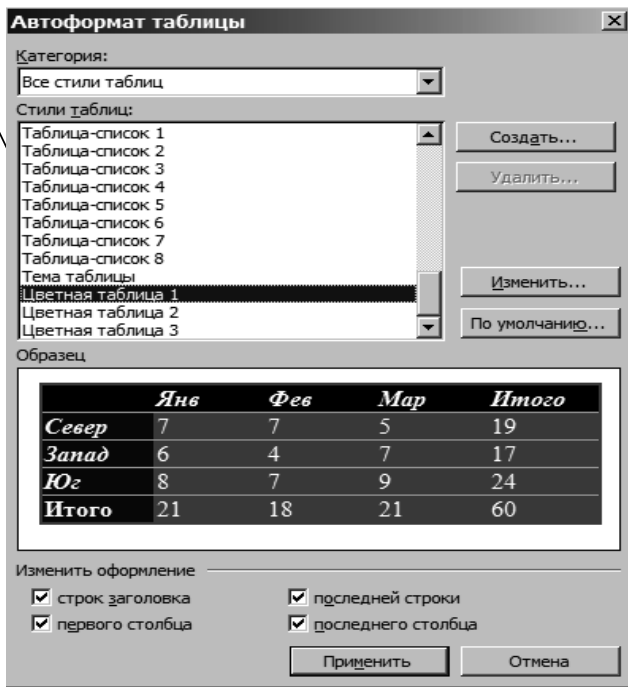 Автоформат таблицы
Категория:
Все стили таблиц
Стили таблиц:
Таблица-список 1
Таблица-список 2
Таблица-список 3
Таблица-список 4
Таблица-список 5
Таблица-список 6
Таблица-список 7
Таблица-список 8
Тема таблицы
Цветная таблица 1
Цветная таблица 2
Цветная таблица 3
Создать...
Удалить...
Изменить...
По умолчанию...
Образец
Янв Фев Мар Итого
Север 7 7 5 19
Запад 6 4 7 17
Юг 8 7 9 24
Итого 21 18 21 60
Изменить оформление
строк заголовка последней строки
первого столбца последнего столбца
Применить Отмена